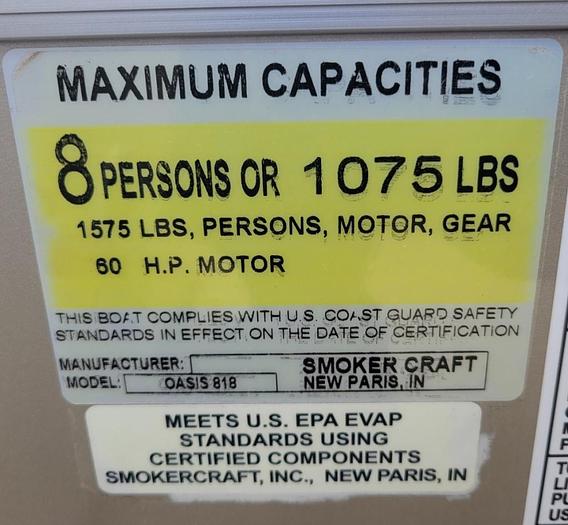 MAXIMUM CAPACITIES
8 PERSONS OR 1075 LBS
1575 LBS, PERSONS, MOTOR, GEAR
60 H.P. MOTOR
THIS BOAT COMPLIES WITH U.S. COAST GUARD SAFETY
STANDARDS IN EFFECT ON THE DATE OF CERTIFICATION
MANUFACTURER: SMOKER CRAFT
MODEL: OASIS 818 NEW PARIS, IN
MEETS U.S. EPA EVAP
STANDARDS USING
CERTIFIED COMPONENTS
SMOKERCRAFT, INC., NEW PARIS, IN